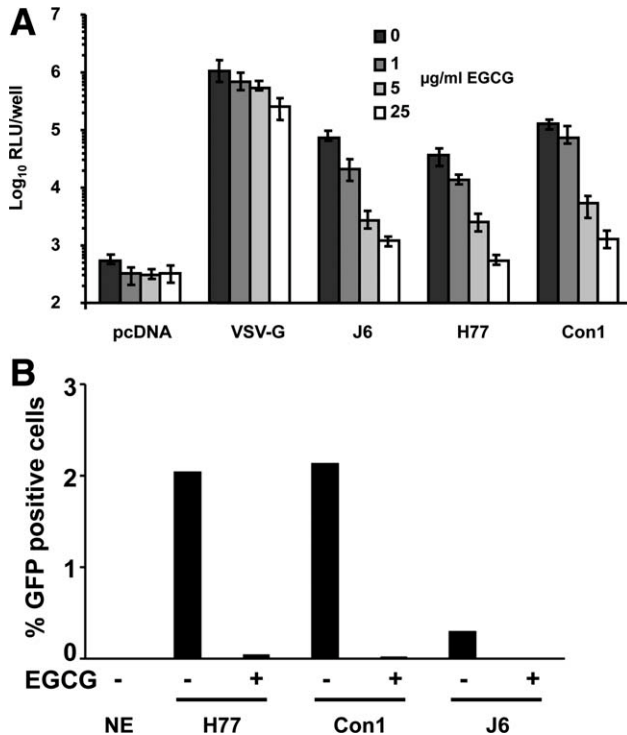 A
Log10 RLU/well
7
6
5
4
3
2
0
1
5
25
µg/ml EGCG
pcDNA VSV-G J6 H77 Con1
B
% GFP positive cells
3
2
1
0
EGCG - - + - + - +
NE H77 Con1 J6